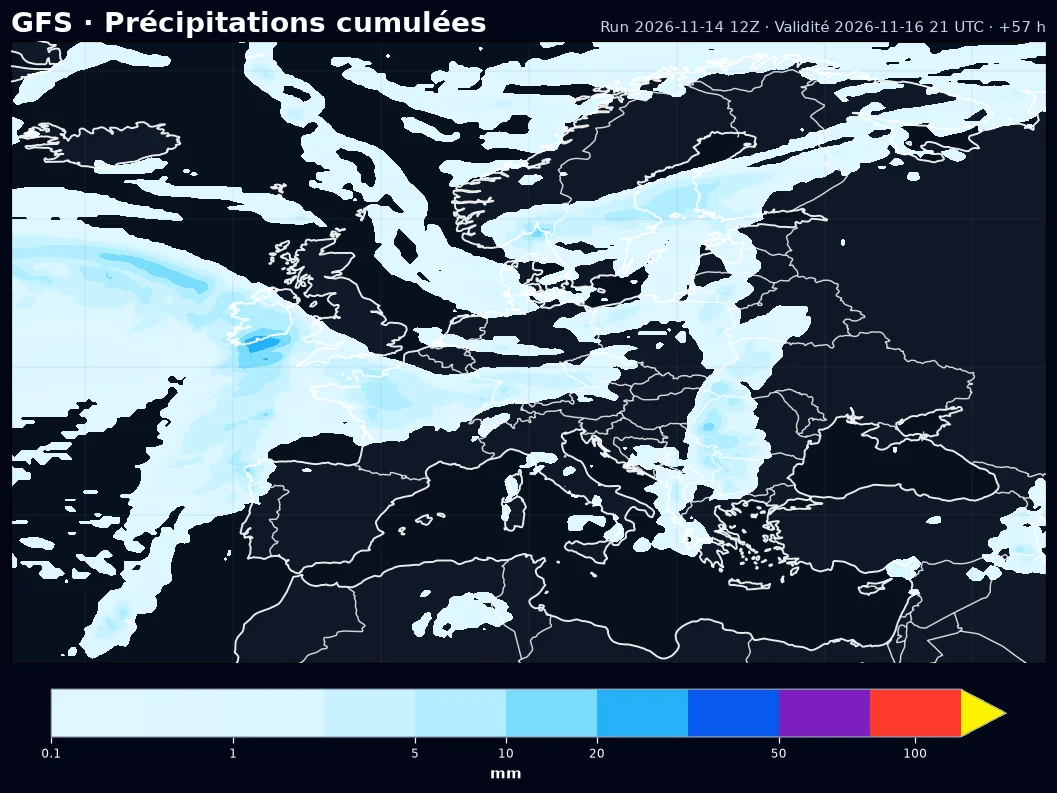 GFS · Précipitations cumulées
Run 2026-11-14 12Z · Validité 2026-11-16 21 UTC · +57 h
0.1 1 5 10 20 50 100
mm